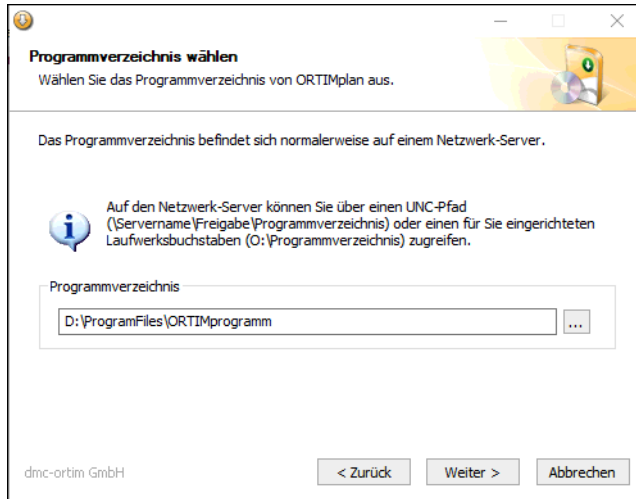 Programmverzeichnis wählen
Wählen Sie das Programmverzeichnis von ORTIMplan aus.
Das Programmverzeichnis befindet sich normalerweise auf einem Netzwerk-Server.
Auf den Netzwerk-Server können Sie über einen UNC-Pfad
(\Servername\Freigabe\Programmverzeichnis) oder einen für Sie eingerichteten
Laufwerksbuchstaben (O:\Programmverzeichnis) zugreifen.
Programmverzeichnis
D:\ProgramFiles\ORTIMprogramm
...
dmc-ortim GmbH
< Zurück
Weiter >
Abbrechen